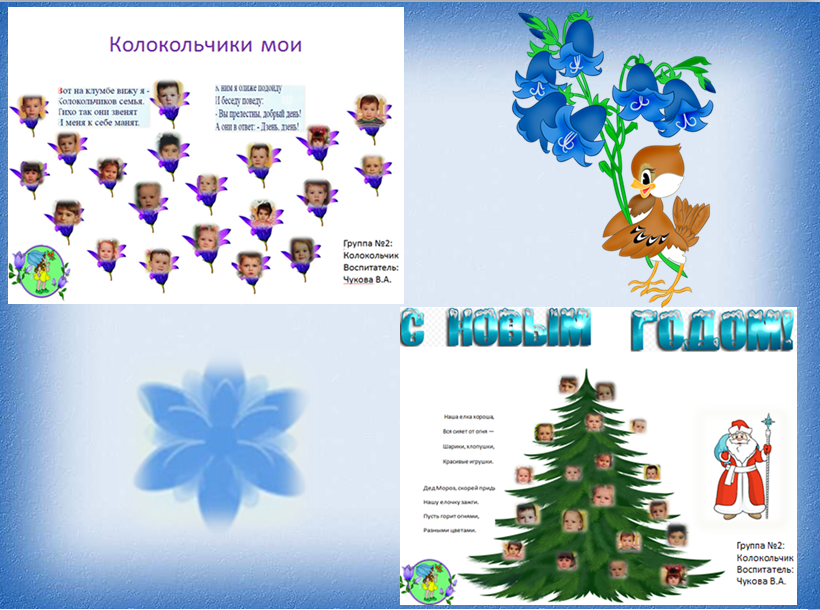 Колокольчики мои
Вот на клумбе вижу я -
Колокольчиков семья.
Тихо так они звенят
И меня к себе манят.
К ним я ближе подойду
И беседу поведу:
- Вы прелестны, добрый день!
А они в ответ: - Дзень, дзень!
Группа №2:
Колокольчик
Воспитатель:
Чукова В.А.
С НОВЫМ ГОДОМ!
Наша елка хороша,
Вся сияет от огня —
Шарики, хлопушки,
Красивые игрушки.
Дед Мороз, скорей придь
Нашу елочку зажги.
Пусть горит огнями,
Разными цветами.
Группа №2:
Колокольчик
Воспитатель:
Чукова В.А.